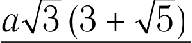 a√3(3 + √5)